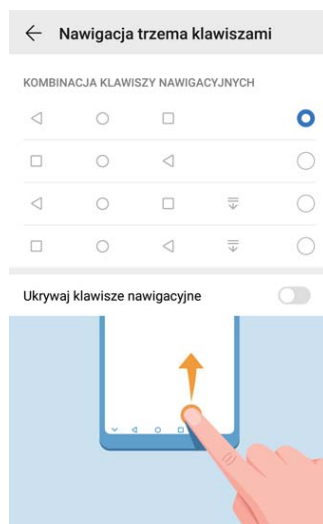 Nawigacja trzema klawiszami
KOMBINACJA KLAWISZY NAWIGACYJNYCH
Ukrywaj klawisze nawigacyjne